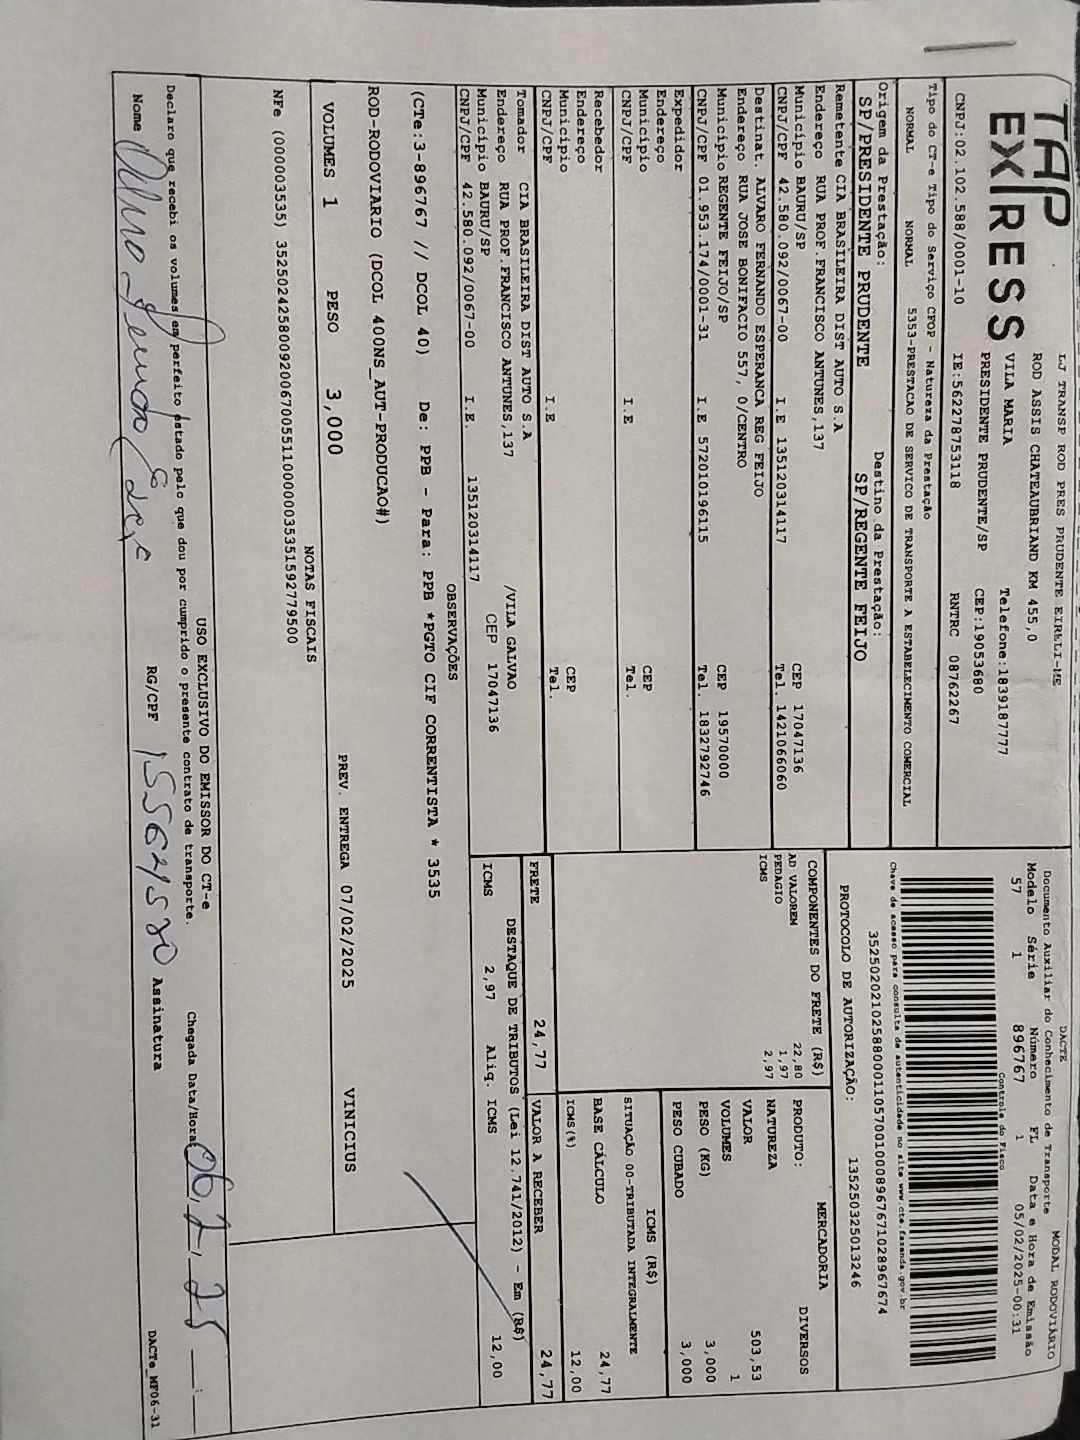 TAP
EXPRESS
LJ TRANSP ROD PRES PRUDENTE EIRELI-ME
ROD ASSIS CHATEAUBRIAND KM 455,0
VILA MARIA Telefone:1839187777
PRESIDENTE PRUDENTE/SP CEP:19053680
CNPJ:02.102.588/0001-10 IE:562278753118 RNTRC 08762267
Tipo do CT-e Tipo do Serviço CFOP - Natureza da Prestação
NORMAL NORMAL 5353-PRESTACAO DE SERVICO DE TRANSPORTE A ESTABELECIMENTO COMERCIAL
Origem da Prestação: Destino da Prestação:
SP/PRESIDENTE PRUDENTE SP/REGENTE FEIJO
Remetente CIA BRASILEIRA DIST AUTO S.A
Endereço RUA PROF.FRANCISCO ANTUNES,137
Município BAURU/SP CEP 17047136
CNPJ/CPF 42.580.092/0067-00 I.E 135120314117 Tel. 1421066060
Destinat. ALVARO FERNANDO ESPERANCA REG FEIJO
Endereço RUA JOSE BONIFACIO 557, 0/CENTRO
Município REGENTE FEIJO/SP CEP 19570000
CNPJ/CPF 01.953.174/0001-31 I.E 572010196115 Tel. 1832792746
Expedidor
Endereço
Município CEP
CNPJ/CPF I.E Tel.
Recebedor
Endereço
Município CEP
CNPJ/CPF I.E Tel.
Tomador CIA BRASILEIRA DIST AUTO S.A
Endereço RUA PROF.FRANCISCO ANTUNES,137 /VILA GALVAO
Município BAURU/SP CEP 17047136
CNPJ/CPF 42.580.092/0067-00 I.E. 135120314117
DACTE MODAL RODOVIÁRIO
Documento Auxiliar do Conhecimento de Transporte
Modelo Série Número FL Data e Hora de Emissão
57 1 896767 1 05/02/2025-00:31
Controle do Fisco
Chave de acesso para consulta de autenticidade no site www.cte.fazenda.gov.br
35250202102588000110570010008967671028967674
PROTOCOLO DE AUTORIZAÇÃO: 135250325013246
COMPONENTES DO FRETE (R$)
AD VALOREM 22,80
PEDAGIO 1,97
ICMS 2,97
MERCADORIA
PRODUTO: DIVERSOS
NATUREZA
VALOR 503,53
VOLUMES 1
PESO (KG) 3,000
PESO CUBADO 3,000
ICMS (R$)
SITUAÇÃO 00-TRIBUTADA INTEGRALMENTE
BASE CÁLCULO 24,77
ICMS(%) 12,00
FRETE 24,77 VALOR A RECEBER 24,77
DESTAQUE DE TRIBUTOS (Lei 12.741/2012) - Em (R$)
ICMS 2,97 Aliq. ICMS 12,00
OBSERVAÇÕES
(CTe:3-896767 // DCOL 40) De: PPB - Para: PPB *PGTO CIF CORRENTISTA * 3535
ROD-RODOVIARIO (DCOL 400NS_AUT-PRODUCAO#)
VOLUMES 1 PESO 3,000 PREV. ENTREGA 07/02/2025 VINICIUS
NOTAS FISCAIS
NFe (000003535) 35250242580092006700551100000035351592779500
USO EXCLUSIVO DO EMISSOR DO CT-e
Declaro que recebi os volumes em perfeito estado pelo que dou por cumprido o presente contrato de transporte. Chegada Data/Hora 06.2.25
Nome RG/CPF Assinatura
DACTe_MF06-31